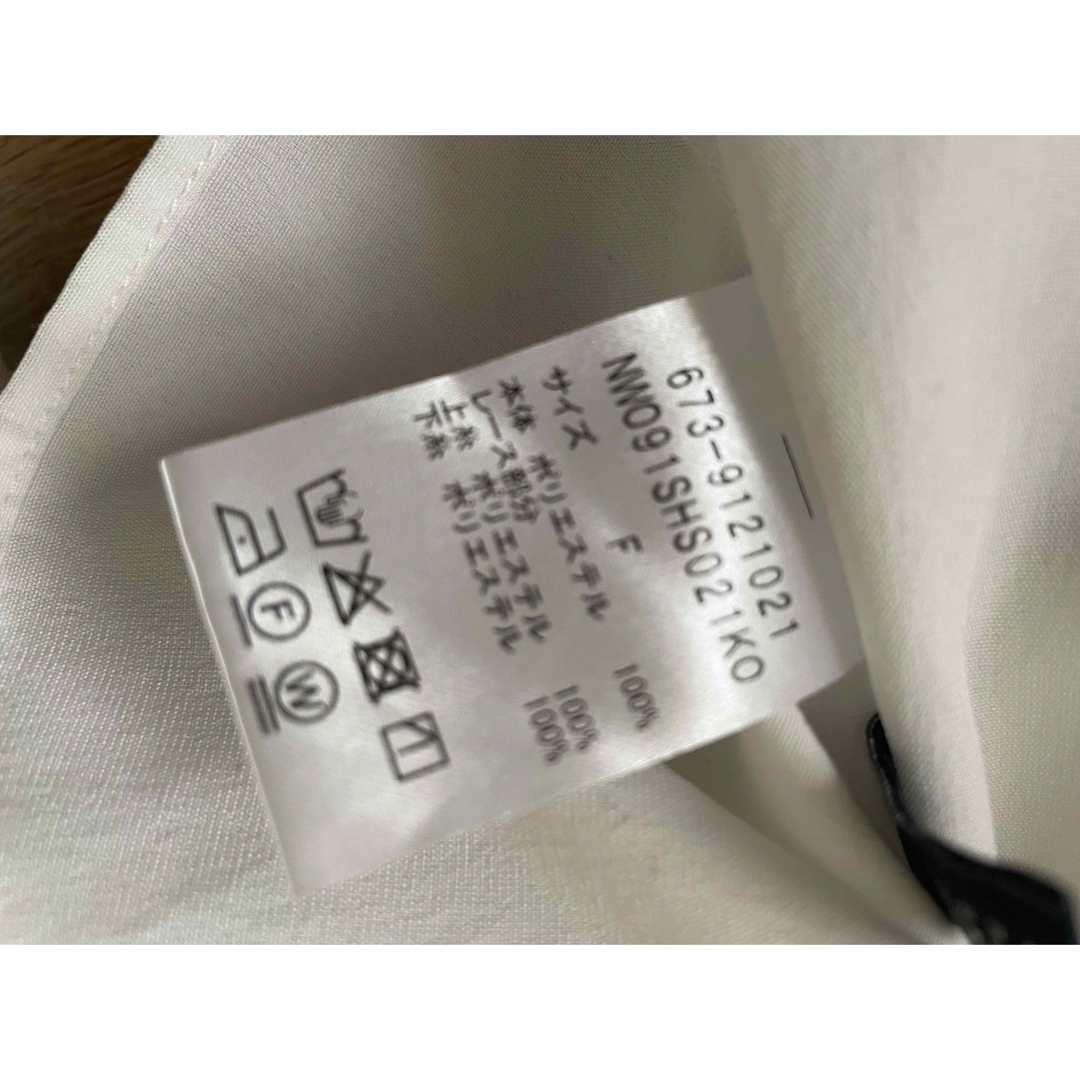 673-9121021
NW091SHS021KO
サイズ F
本体 ポリエステル 100%
レース部分
上糸 ポリエステル 100%
下糸 ポリエステル 100%
F
W